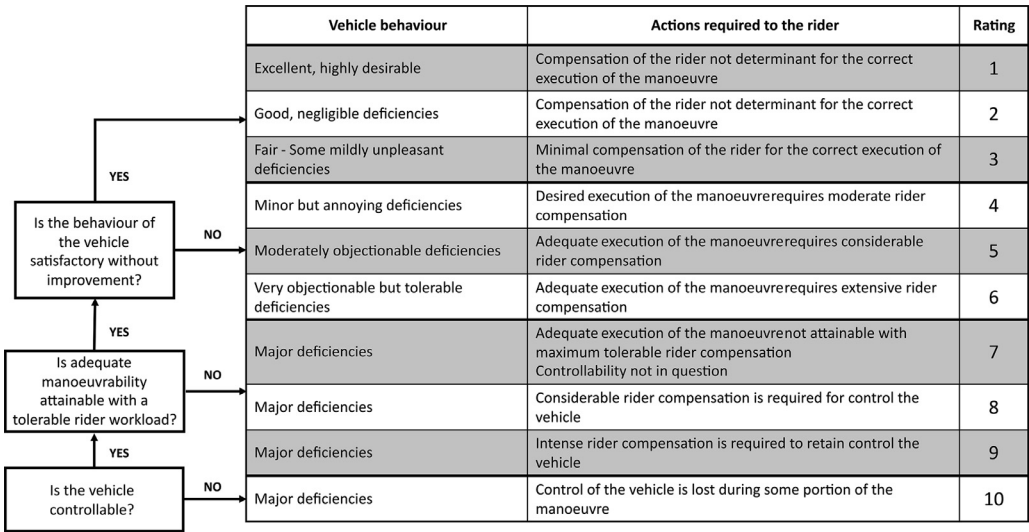 Vehicle behaviour
Actions required to the rider
Rating
Excellent, highly desirable
Compensation of the rider not determinant for the correct
execution of the manoeuvre
1
Good, negligible deficiencies
Compensation of the rider not determinant for the correct
execution of the manoeuvre
2
Fair - Some mildly unpleasant
deficiencies
Minimal compensation of the rider for the correct execution of
the manoeuvre
3
Minor but annoying deficiencies
Desired execution of the manoeuvrerequires moderate rider
compensation
4
Moderately objectionable deficiencies
Adequate execution of the manoeuvrerequires considerable
rider compensation
5
Very objectionable but tolerable
deficiencies
Adequate execution of the manoeuvrerequires extensive rider
compensation
6
Major deficiencies
Adequate execution of the manoeuvrenot attainable with
maximum tolerable rider compensation
Controllability not in question
7
Major deficiencies
Considerable rider compensation is required for control the
vehicle
8
Major deficiencies
Intense rider compensation is required to retain control the
vehicle
9
Major deficiencies
Control of the vehicle is lost during some portion of the
manoeuvre
10
YES
Is the behaviour of
the vehicle
satisfactory without
improvement?
NO
YES
Is adequate
manoeuvrability
attainable with a
tolerable rider workload?
NO
YES
Is the vehicle
controllable?
NO